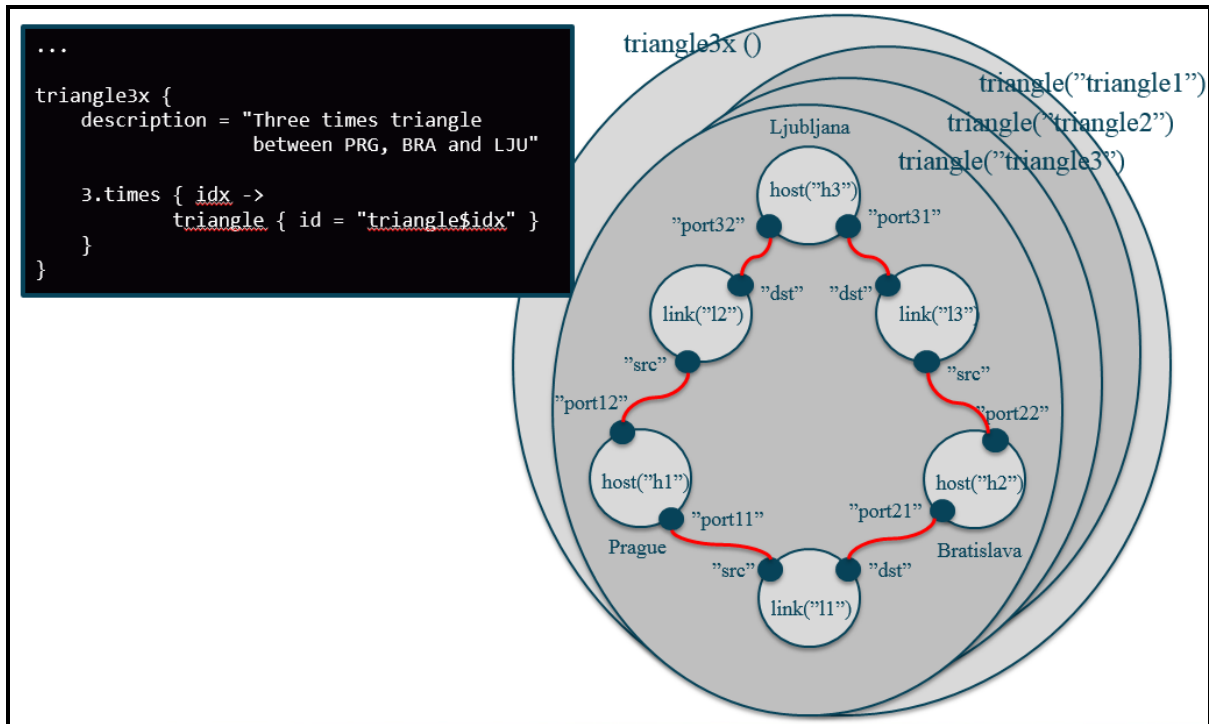 ...
triangle3x {
description = "Three times triangle
between PRG, BRA and LJU"
3.times { idx ->
triangle { id = "triangle$idx" }
}
}
triangle3x ()
triangle(”triangle1”)
triangle(”triangle2”)
triangle(”triangle3”)
Ljubljana
host(”h3”)
”port32”
”port31”
”dst”
”dst”
link(”l2”)
link(”l3”)
”src”
”src”
”port12”
”port22”
host(”h1”)
host(”h2”)
”port11”
”port21”
Prague
Bratislava
”src”
”dst”
link(”l1”)